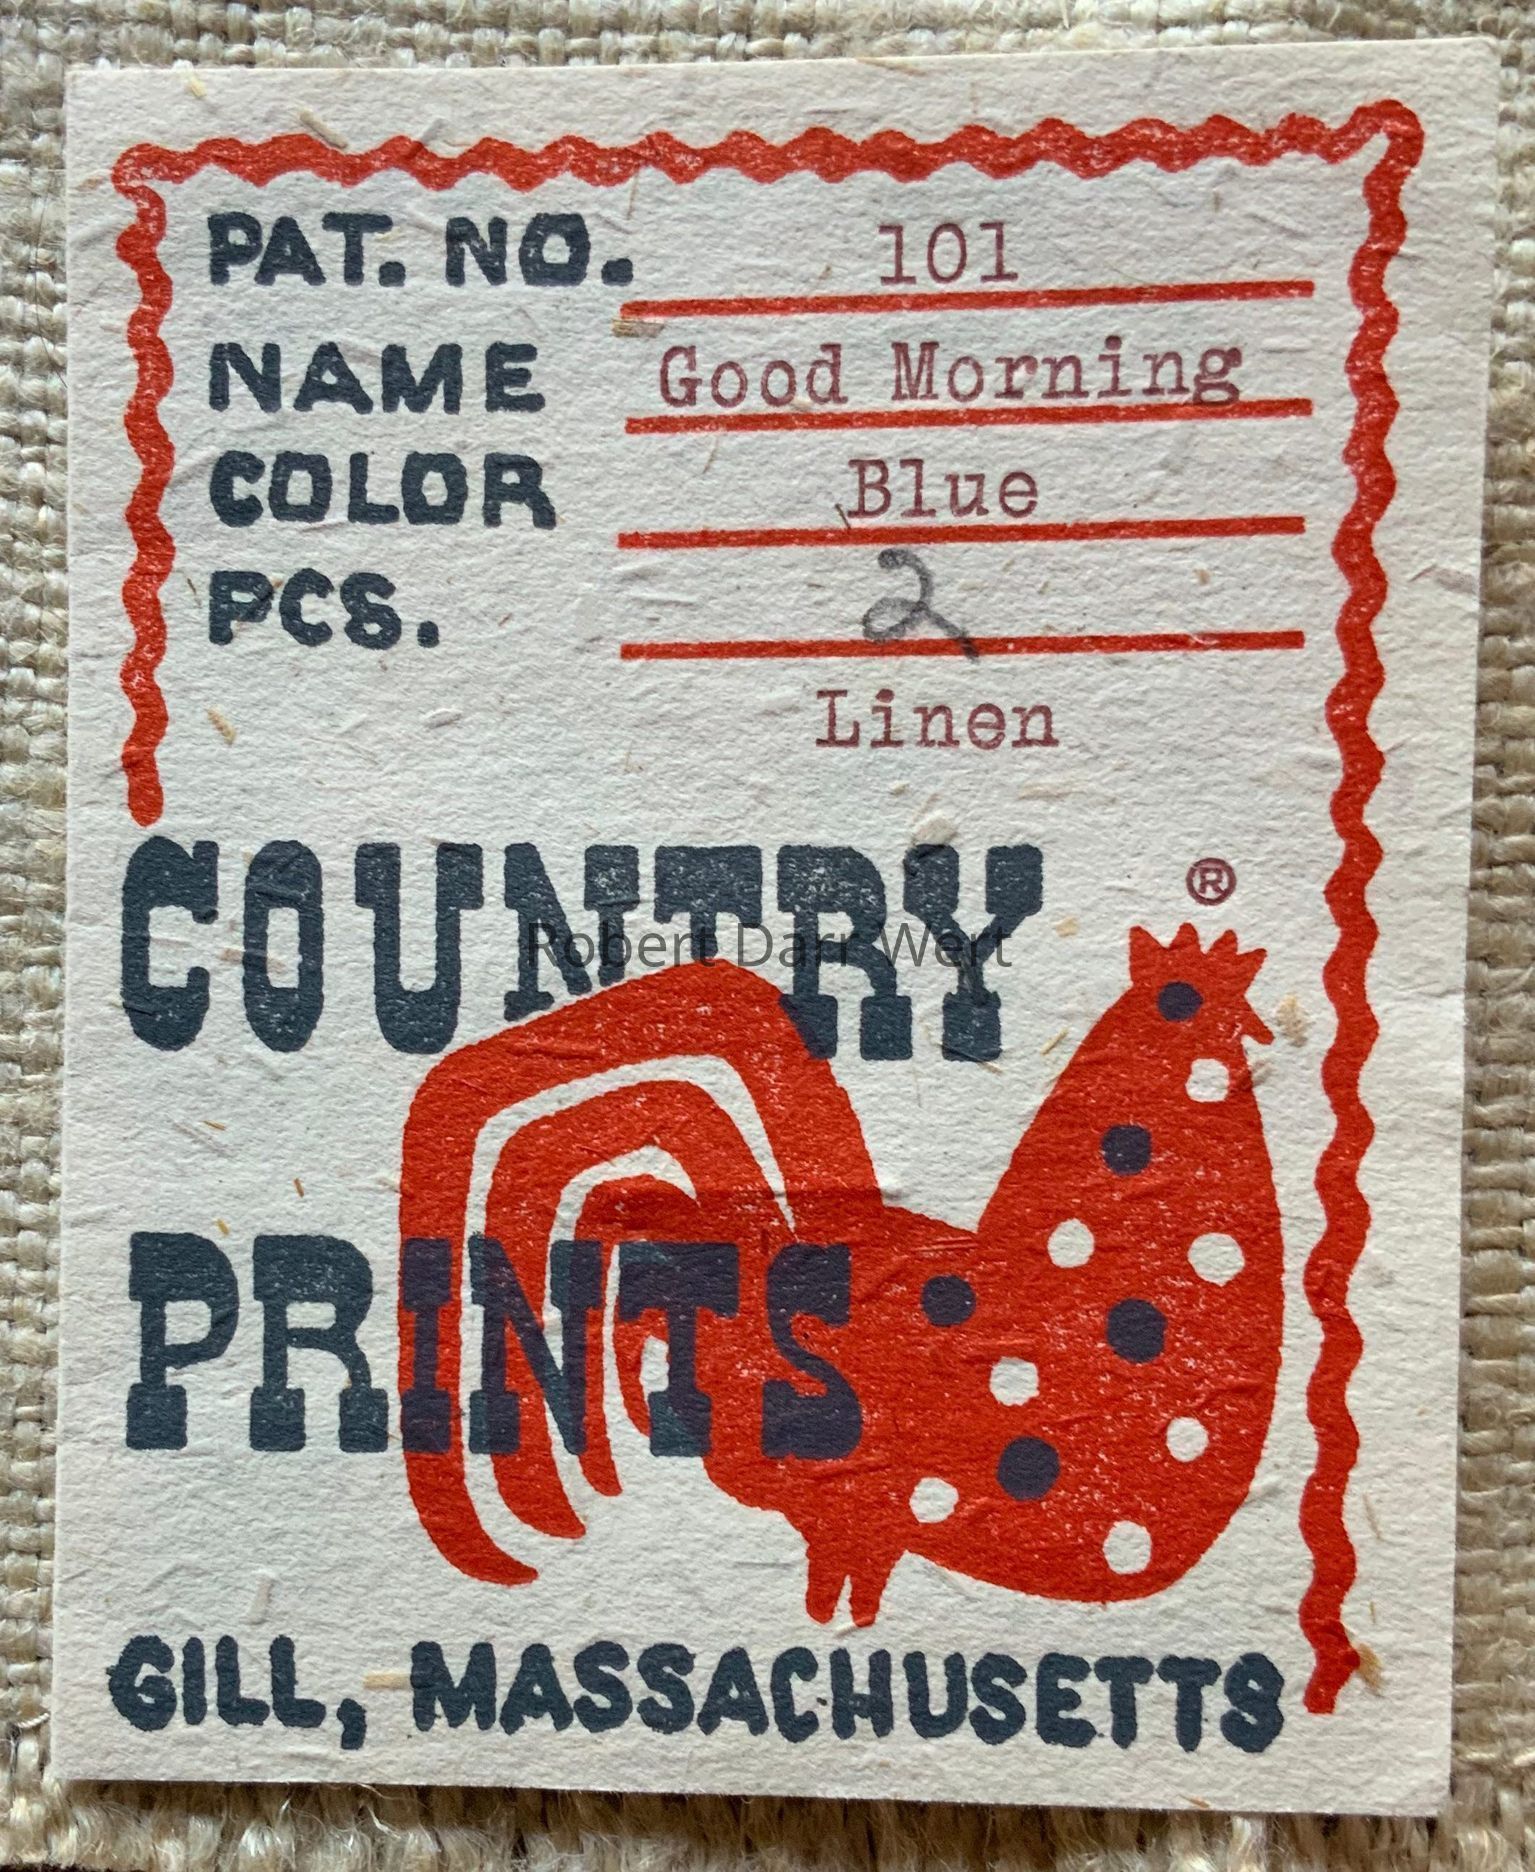 PAT. NO. 101
NAME Good Morning
COLOR Blue
PCS. 2
Linen
COUNTRY ®
Robert Darr Wert
PRINTS
GILL, MASSACHUSETTS